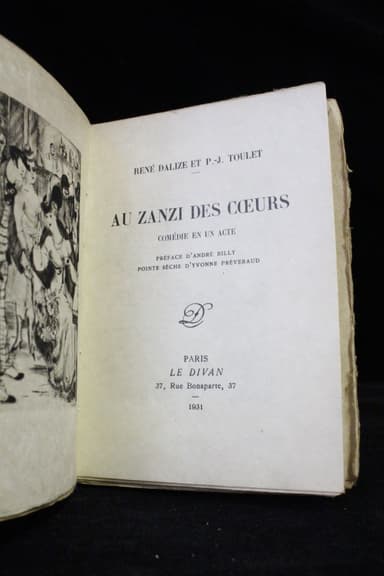 RENÉ DALIZE ET P.-J. TOULET
AU ZANZI DES CŒURS
COMÉDIE EN UN ACTE
PRÉFACE D'ANDRÉ BILLY
POINTE SÈCHE D'YVONNE PRÉVERAUD
D
PARIS
LE DIVAN
37, Rue Bonaparte, 37
1931